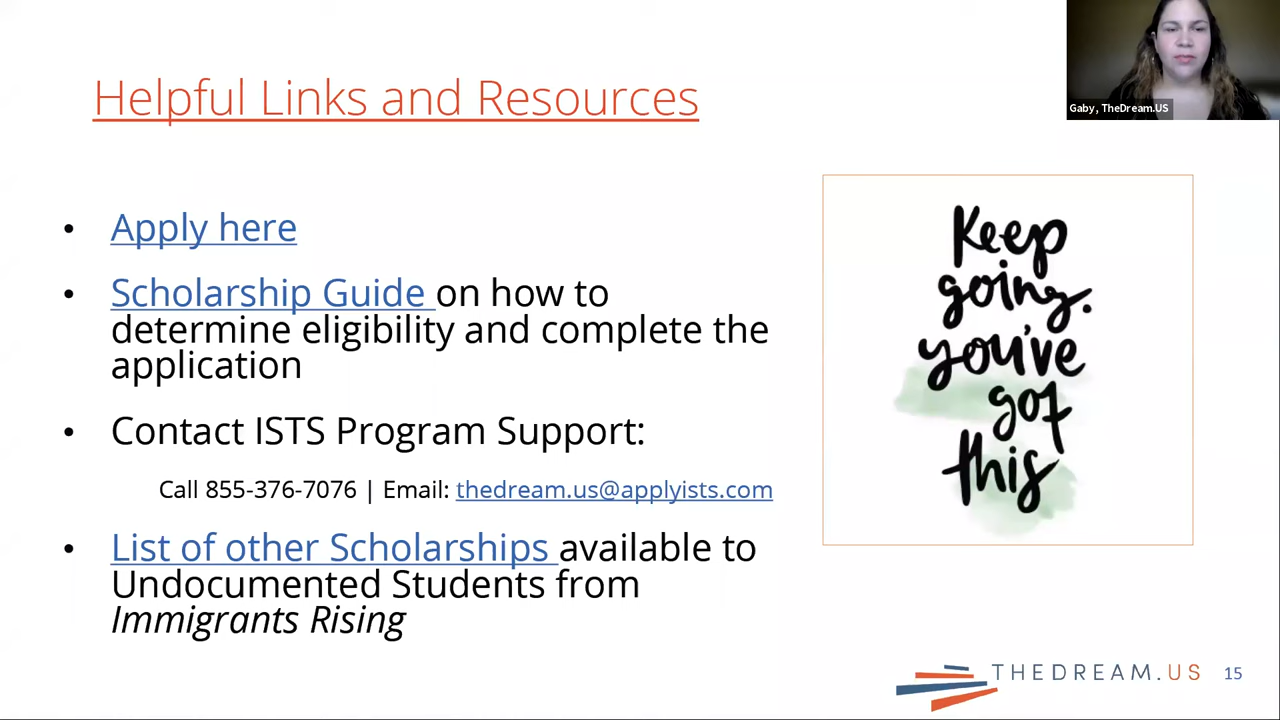 Helpful Links and Resources
Gaby, TheDream.US
• Apply here
• Scholarship Guide on how to
determine eligibility and complete the
application
• Contact ISTS Program Support:
Call 855-376-7076 | Email: thedream.us@applyists.com
• List of other Scholarships available to
Undocumented Students from
Immigrants Rising
Keep
going.
you've
got
this
THEDREAM.US 15